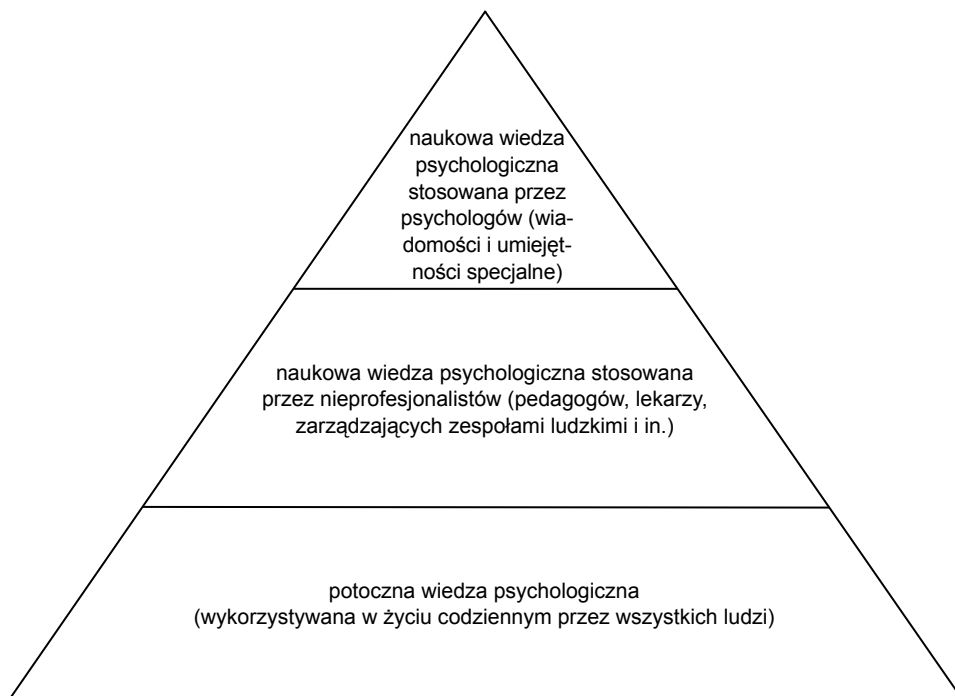 naukowa wiedza
psychologiczna
stosowana przez
psychologów (wia-
domości i umiejęt-
ności specjalne)
naukowa wiedza psychologiczna stosowana
przez nieprofesjonalistów (pedagogów, lekarzy,
zarządzających zespołami ludzkimi i in.)
potoczna wiedza psychologiczna
(wykorzystywana w życiu codziennym przez wszystkich ludzi)